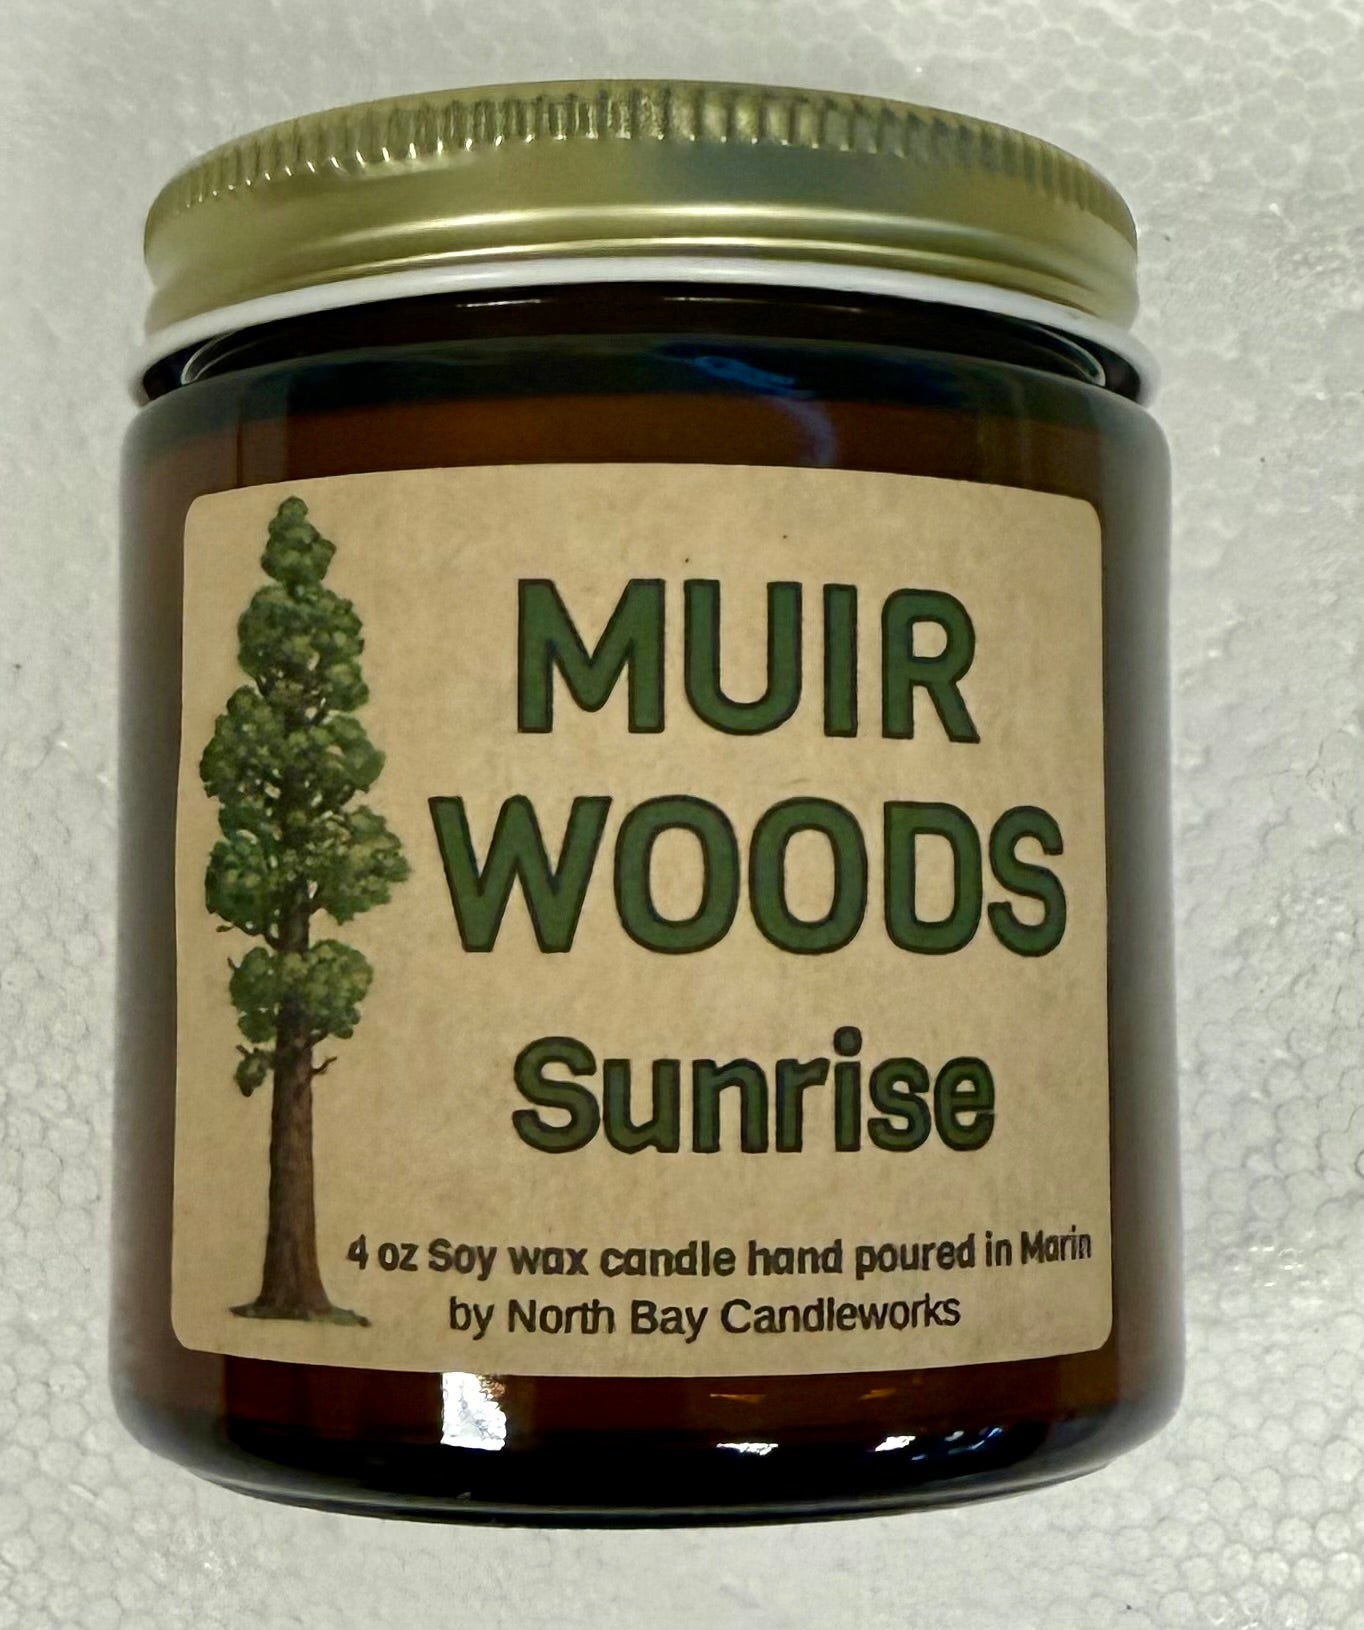 MUIR
WOODS
Sunrise
4 oz Soy wax candle hand poured in Marin
by North Bay Candleworks